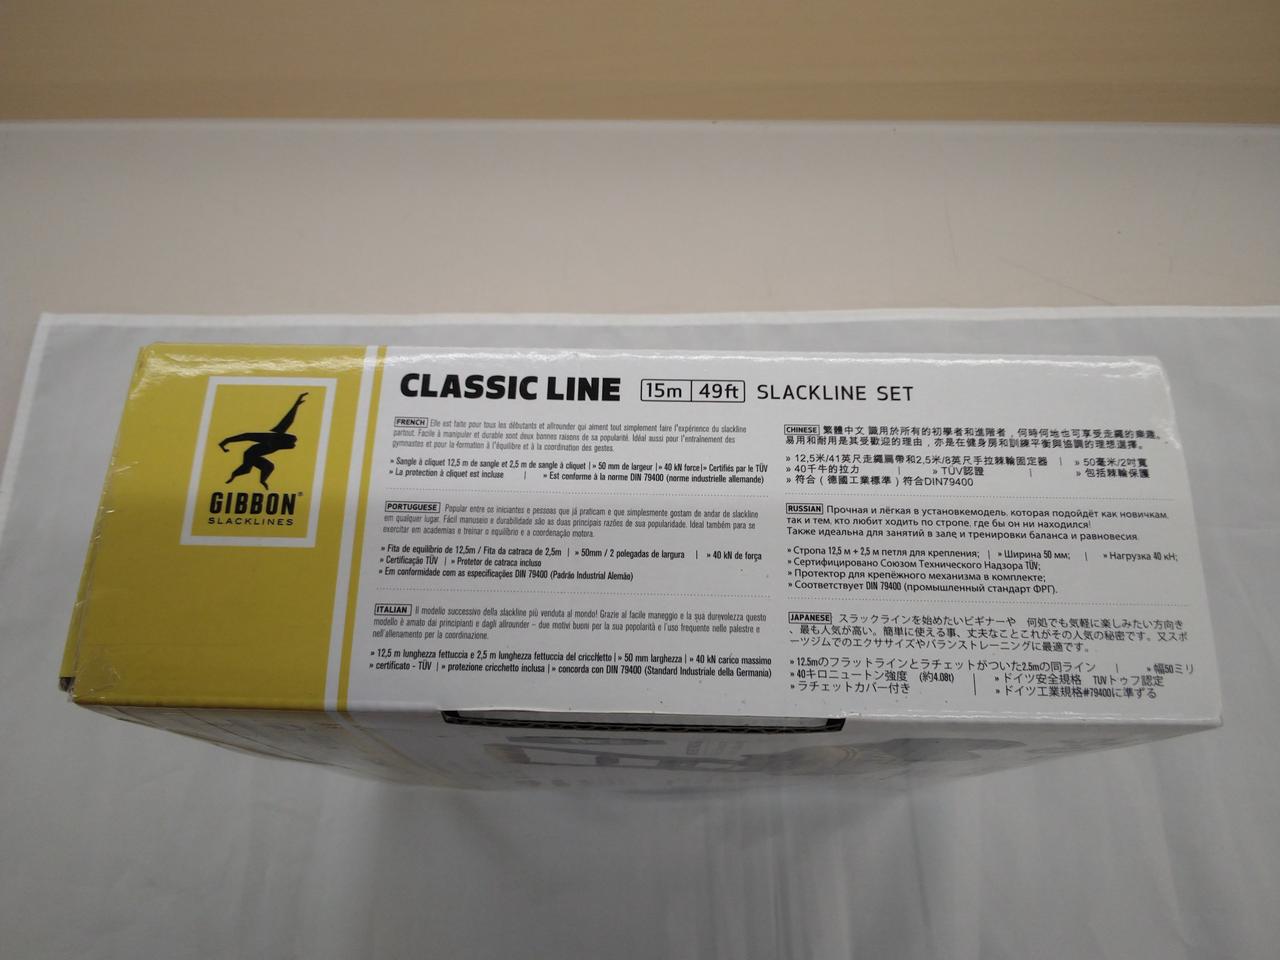 GIBBON®
SLACKLINES
CLASSIC LINE 15m 49ft SLACKLINE SET
FRENCH Elle est faite pour tous les débutants et allrounder qui aiment tout simplement faire l'expérience du slackline
partout. Facile à manipuler et durable sont deux bonnes raisons de sa popularité. Idéal aussi pour l'entraînement des
gymnastes et pour la formation à l'équilibre et à la coordination des gestes.
» Sangle à cliquet 12,5 m de sangle et 2,5 m de sangle à cliquet | » 50 mm de largeur | » 40 kN force | » Certifiés par le TÜV
» La protection à cliquet est incluse | » Est conforme à la norme DIN 79400 (norme industrielle allemande)
PORTUGUESE Popular entre os iniciantes e pessoas que já praticam e que simplesmente gostam de andar de slackline
em qualquer lugar. Fácil manuseio e durabilidade são as duas principais razões de sua popularidade. Ideal também para se
exercitar em academias e treinar o equilíbrio e a coordenação motora.
» Fita de equilíbrio de 12,5m / Fita da catraca de 2,5m | » 50mm / 2 polegadas de largura | » 40 kN de força
» Certificação TÜV | » Protetor de catraca incluso
» Em conformidade com as especificações DIN 79400 (Padrão Industrial Alemão)
ITALIAN Il modelio successivo della slackline più venduta al mondo! Grazie al facile maneggio e la sua durevolezza questo
modello è amato dai principianti e dagli allrounder – due motivi buoni per la sua popolarità e l'uso frequente nelle palestre e
nell'allenamento per la coordinazione.
» 12,5 m lunghezza fettuccia e 2,5 m lunghezza fettuccia del cricchetto | » 50 mm larghezza | » 40 kN carico massimo
» certificato - TÜV | » protezione cricchetto inclusa | » concorda con DIN 79400 (Standard Industriale della Germania)
CHINESE 繁體中文 適用於所有的初學者和進階者，何時何地也可享受走繩的樂趣。
易用和耐用是其受歡迎的理由，亦是在健身房和訓練平衡與協調的理想選擇。
» 12,5米/41英尺走繩扁帶和2,5米/8英尺手拉棘輪固定器 | » 50毫米/2吋寬
» 40千牛的拉力 | » TÜV認證 | » 包括棘輪保護
» 符合（德國工業標準）符合DIN79400
RUSSIAN Прочная и лёгкая в установкемодель, которая подойдёт как новичкам,
так и тем, кто любит ходить по стропе, где бы он ни находился!
Также идеальна для занятий в зале и тренировки баланса и равновесия.
» Стропа 12,5 м + 2,5 м петля для крепления; | » Ширина 50 мм; | » Нагрузка 40 кН;
» Сертифицировано Союзом Технического Надзора TÜV;
» Протектор для крепёжного механизма в комплекте;
» Соответствует DIN 79400 (промышленный стандарт ФРГ).
JAPANESE スラックラインを始めたいビギナーや 何処でも気軽に楽しみたい方向き
、最も人気が高い。簡単に使える事、丈夫なことこれがその人気の秘密です。又スポ
ーツジムでのエクササイズやバランストレーニングに最適です。
» 12.5mのフラットラインとラチェットがついた2.5mの同ライン | » 幅50ミリ
» 40キロニュートン強度 (約4.08t) | » ドイツ安全規格 TUVトゥフ認定
» ラチェットカバー付き | » ドイツ工業規格#79400に準ずる